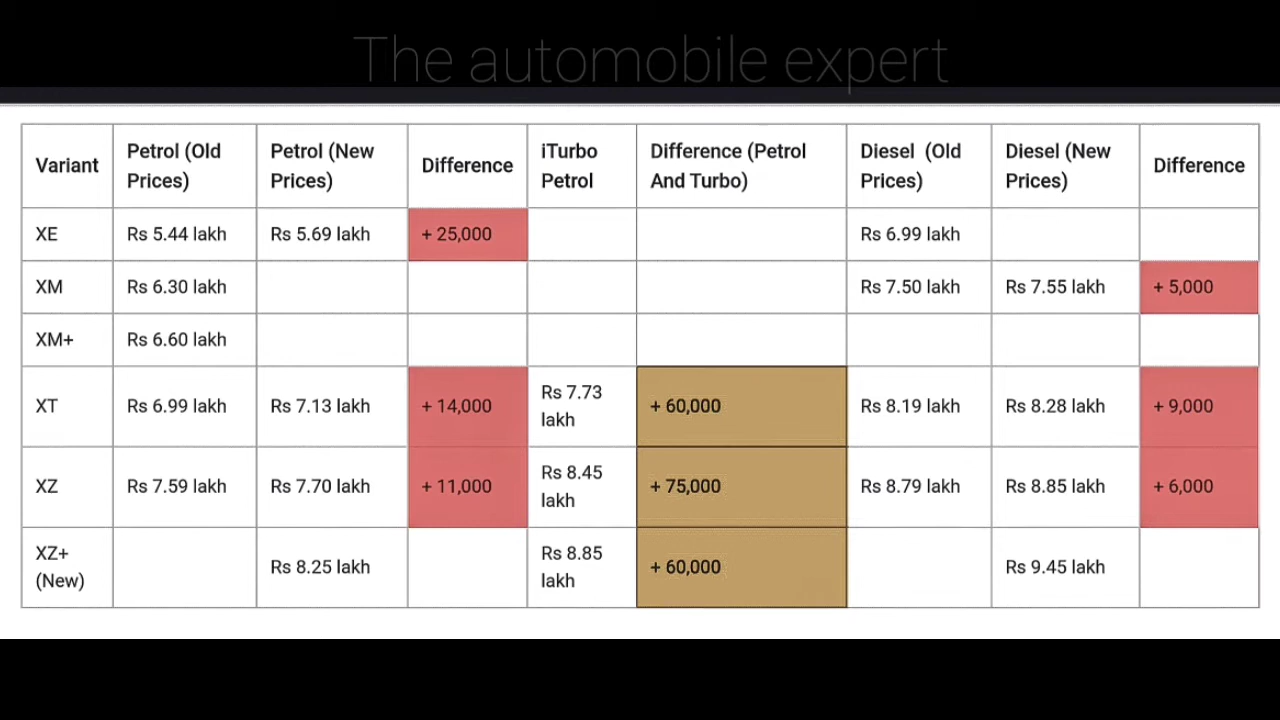 The automobile expert
Variant Petrol (Old Prices) Petrol (New Prices) Difference iTurbo Petrol Difference (Petrol And Turbo) Diesel (Old Prices) Diesel (New Prices) Difference
XE Rs 5.44 lakh Rs 5.69 lakh + 25,000 Rs 6.99 lakh
XM Rs 6.30 lakh Rs 7.50 lakh Rs 7.55 lakh + 5,000
XM+ Rs 6.60 lakh
XT Rs 6.99 lakh Rs 7.13 lakh + 14,000 Rs 7.73 lakh + 60,000 Rs 8.19 lakh Rs 8.28 lakh + 9,000
XZ Rs 7.59 lakh Rs 7.70 lakh + 11,000 Rs 8.45 lakh + 75,000 Rs 8.79 lakh Rs 8.85 lakh + 6,000
XZ+ (New) Rs 8.25 lakh Rs 8.85 lakh + 60,000 Rs 9.45 lakh